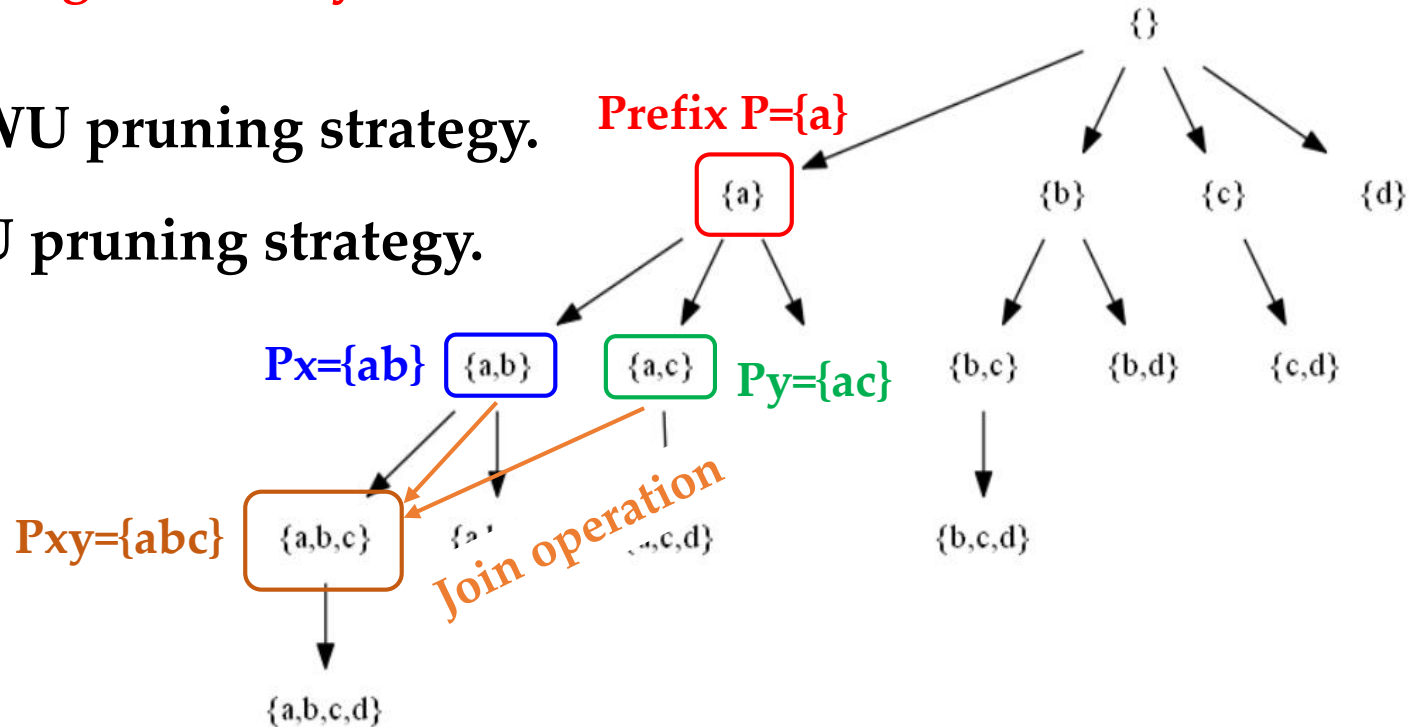 {}
WU pruning strategy.
Prefix P={a}
{a}
{b}
{c}
{d}
U pruning strategy.
Px={ab}
{a,b}
{a,c}
Py={ac}
{b,c}
{b,d}
{c,d}
Pxy={abc}
{a,b,c}
Join operation
,c,d}
{b,c,d}
{a,b,c,d}